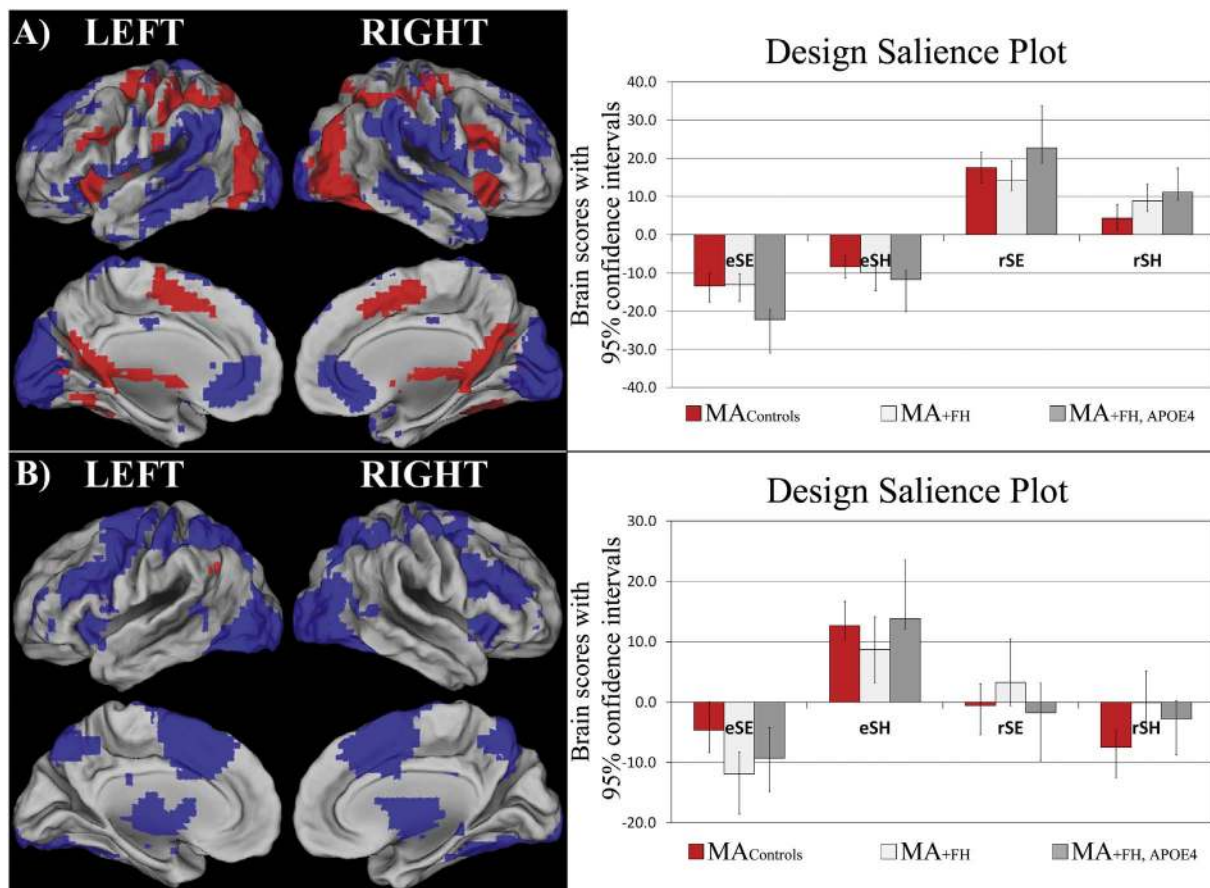 A) LEFT RIGHT
Design Salience Plot
Brain scores with
95% confidence intervals
40.0
30.0
20.0
10.0
0.0
-10.0
-20.0
-30.0
-40.0
eSE eSH rSE rSH
MAControls MA+FH MA+FH, APOE4
B) LEFT RIGHT
Design Salience Plot
Brain scores with
95% confidence intervals
30.0
20.0
10.0
0.0
-10.0
-20.0
eSE eSH rSE rSH
MAControls MA+FH MA+FH, APOE4